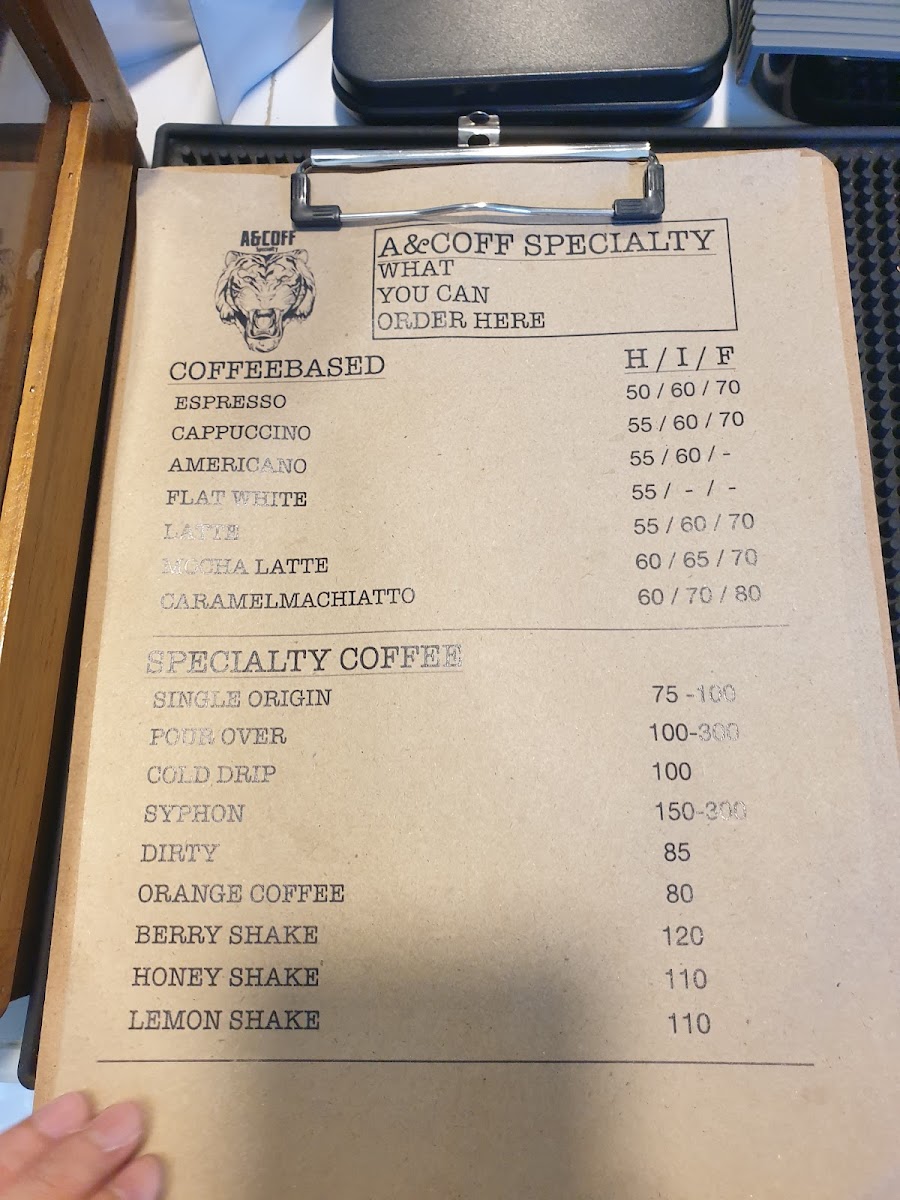 A&COFF
Specialty
A&COFF SPECIALTY
WHAT
YOU CAN
ORDER HERE
COFFEEBASED H / I / F
ESPRESSO 50 / 60 / 70
CAPPUCCINO 55 / 60 / 70
AMERICANO 55 / 60 / -
FLAT WHITE 55 / - / -
LATTE 55 / 60 / 70
MOCHA LATTE 60 / 65 / 70
CARAMELMACHIATTO 60 / 70 / 80
SPECIALTY COFFEE
SINGLE ORIGIN 75 -100
POUR OVER 100-300
COLD DRIP 100
SYPHON 150-300
DIRTY 85
ORANGE COFFEE 80
BERRY SHAKE 120
HONEY SHAKE 110
LEMON SHAKE 110